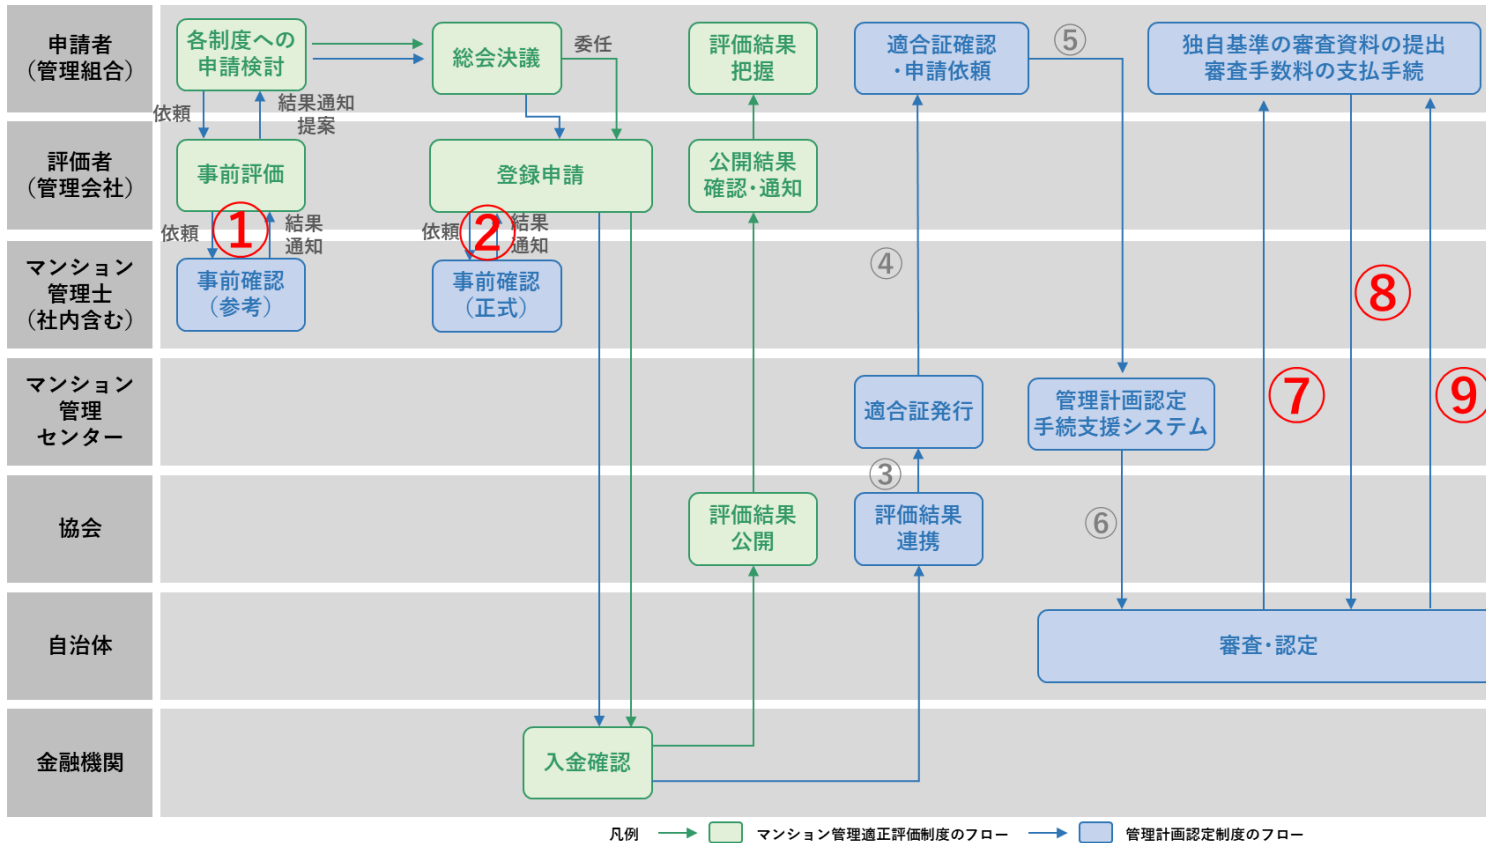 申請者
（管理組合）
各制度への
申請検討
総会決議
委任
評価結果
把握
適合証確認
・申請依頼
⑤
独自基準の審査資料の提出
審査手数料の支払手続
依頼
結果通知
提案
評価者
（管理会社）
事前評価
登録申請
公開結果
確認・通知
依頼
①
結果
通知
依頼
②
結果
通知
④
マンション
管理士
（社内含む）
事前確認
（参考）
事前確認
（正式）
⑧
マンション
管理
センター
適合証発行
管理計画認定
手続支援システム
⑦
⑨
③
協会
評価結果
公開
評価結果
連携
⑥
自治体
審査・認定
金融機関
入金確認
凡例
マンション管理適正評価制度のフロー
管理計画認定制度のフロー